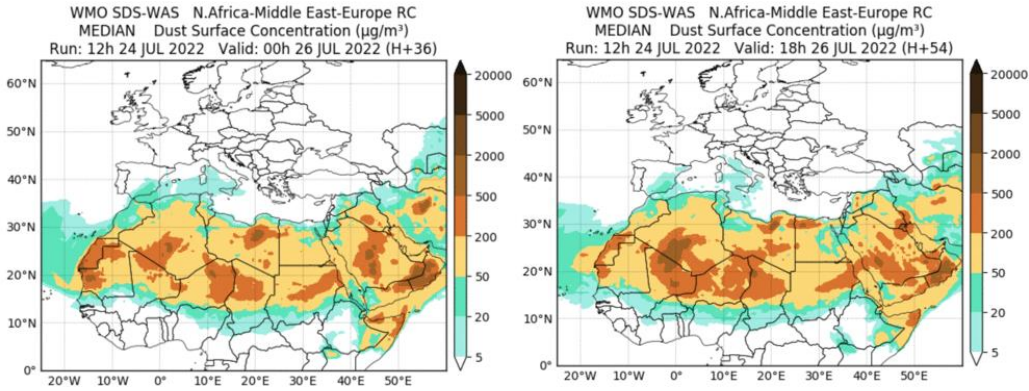 WMO SDS-WAS N.Africa-Middle East-Europe RC
MEDIAN Dust Surface Concentration (µg/m³)
Run: 12h 24 JUL 2022 Valid: 00h 26 JUL 2022 (H+36)
60°N
50°N
40°N
30°N
20°N
10°N
0°
20°W
10°W
0°
10°E
20°E
30°E
40°E
50°E
20000
5000
2000
500
200
50
20
5
WMO SDS-WAS N.Africa-Middle East-Europe RC
MEDIAN Dust Surface Concentration (µg/m³)
Run: 12h 24 JUL 2022 Valid: 18h 26 JUL 2022 (H+54)
60°N
50°N
40°N
30°N
20°N
10°N
0°
20°W
10°W
0°
10°E
20°E
30°E
40°E
50°E
20000
5000
2000
500
200
50
20
5